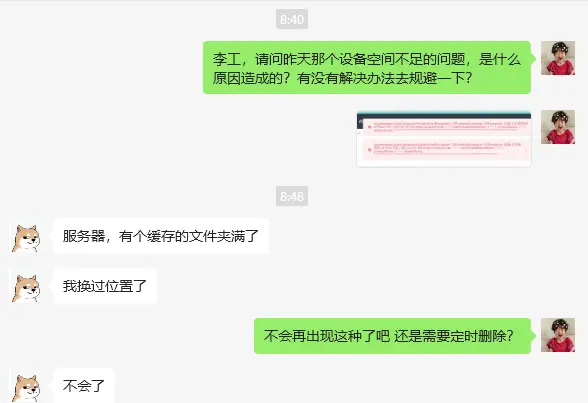 8:40
李工，请问昨天那个设备空间不足的问题，是什么
原因造成的？有没有解决办法去规避一下？
8:48
服务器，有个缓存的文件夹满了
我换过位置了
不会再出现这种了吧 还是需要定时删除？
不会了